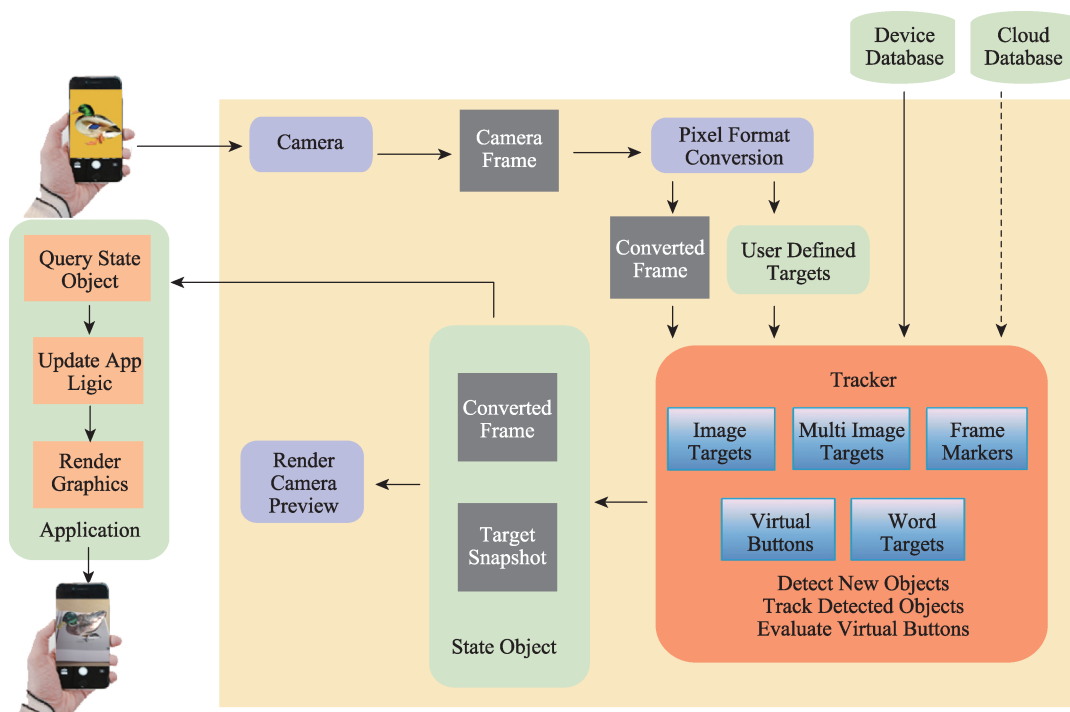 Device
Database
Cloud
Database
Camera
Camera
Frame
Pixel Format
Conversion
Converted
Frame
User Defined
Targets
Query State
Object
Update App
Ligic
Render
Graphics
Application
Converted
Frame
Target
Snapshot
State Object
Render
Camera
Preview
Tracker
Image
Targets
Multi Image
Targets
Frame
Markers
Virtual
Buttons
Word
Targets
Detect New Objects
Track Detected Objects
Evaluate Virtual Buttons